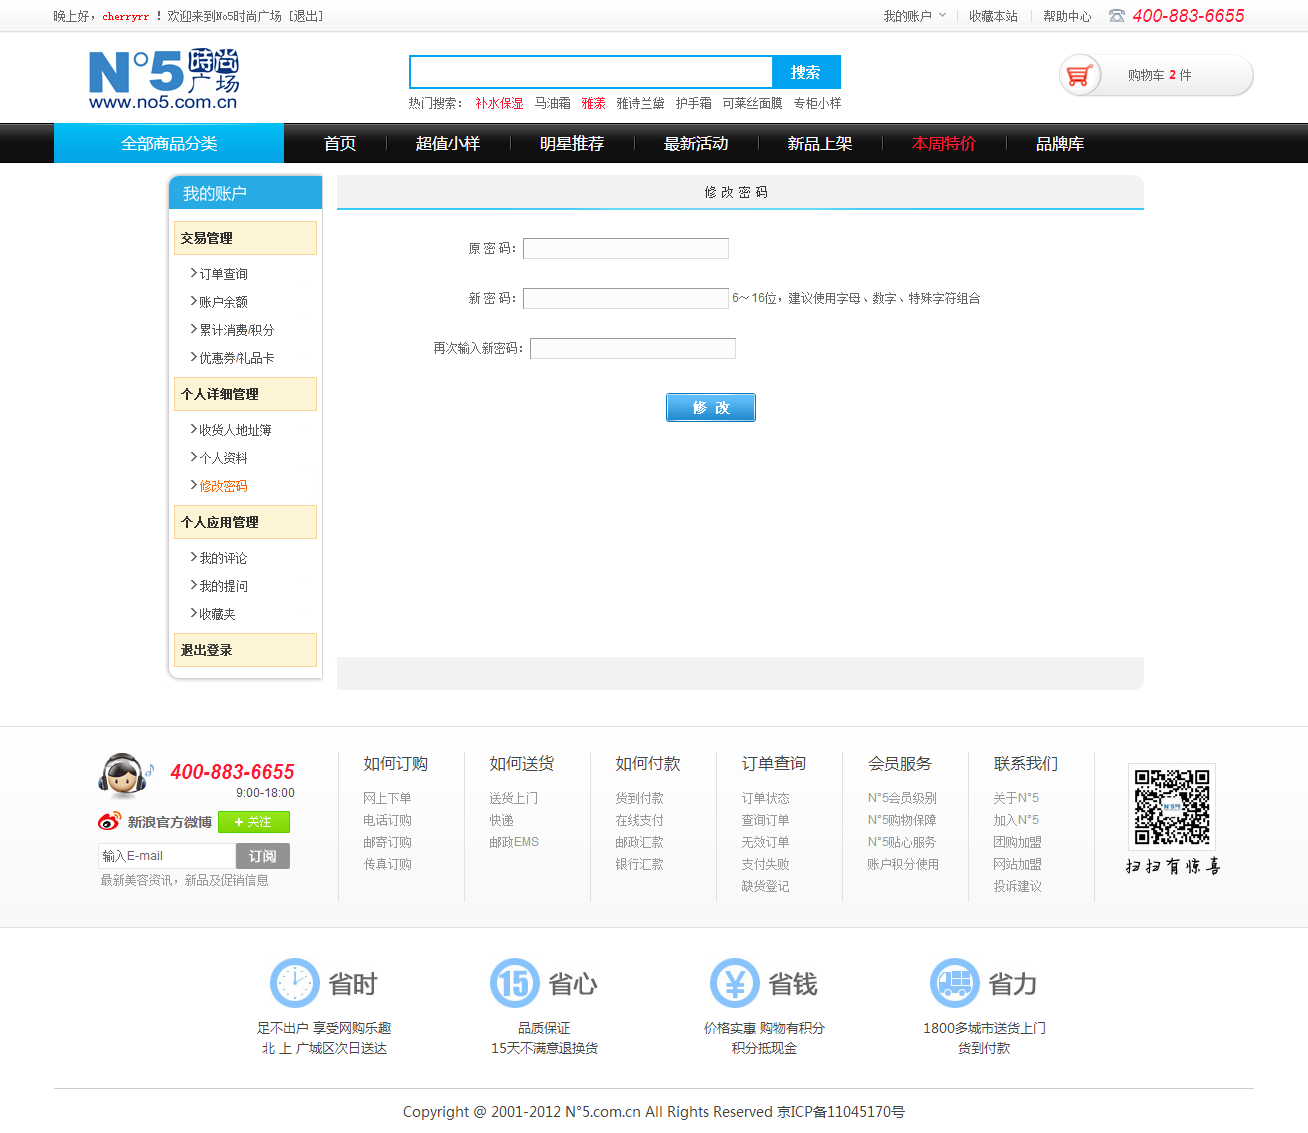 晚上好，cherryrr ！欢迎来到No5时尚广场 [退出]
我的账户 收藏本站 帮助中心 400-883-6655
N°5 時尚广场
www.no5.com.cn
搜索
购物车 2 件
热门搜索： 补水保湿 马油霜 雅漾 雅诗兰黛 护手霜 可莱丝面膜 专柜小样
全部商品分类 首页 超值小样 明星推荐 最新活动 新品上架 本周特价 品牌库
我的账户
交易管理
订单查询
账户余额
累计消费/积分
优惠券/礼品卡
个人详细管理
收货人地址簿
个人资料
修改密码
个人应用管理
我的评论
我的提问
收藏夹
退出登录
修 改 密 码
原 密 码：
新 密 码： 6～16位，建议使用字母、数字、特殊字符组合
再次输入新密码：
修 改
400-883-6655
9:00-18:00
新浪官方微博 + 关注
输入E-mail 订阅
最新美容资讯，新品及促销信息
如何订购
网上下单
电话订购
邮寄订购
传真订购
如何送货
送货上门
快递
邮政EMS
如何付款
货到付款
在线支付
邮政汇款
银行汇款
订单查询
订单状态
查询订单
无效订单
支付失败
缺货登记
会员服务
N°5会员级别
N°5购物保障
N°5贴心服务
账户积分使用
联系我们
关于N°5
加入N°5
团购加盟
网站加盟
投诉建议
扫扫有惊喜
省时
足不出户 享受网购乐趣
北 上 广城区次日送达
15 省心
品质保证
15天不满意退换货
¥ 省钱
价格实惠 购物有积分
积分抵现金
省力
1800多城市送货上门
货到付款
Copyright @ 2001-2012 N°5.com.cn All Rights Reserved 京ICP备11045170号